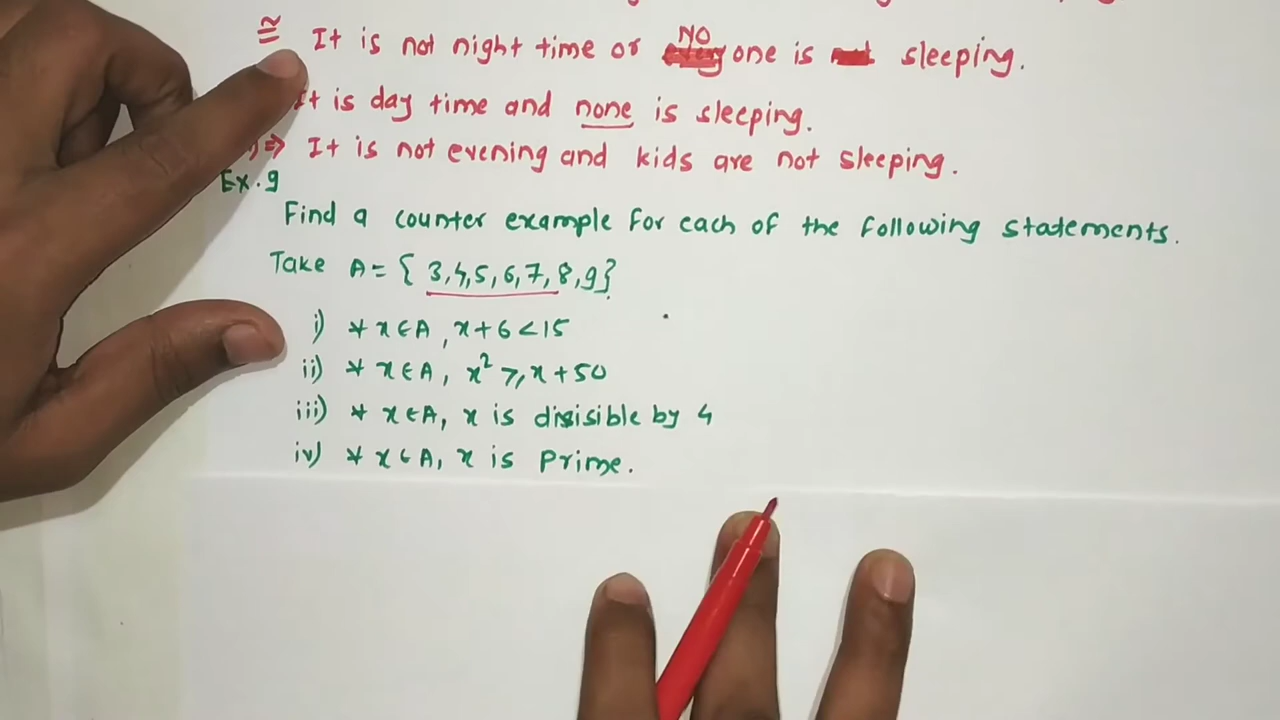 ≅ It is not night time or NO one is sleeping.
It is day time and none is sleeping.
⇒ It is not evening and kids are not sleeping.
Ex.9
Find a counter example for each of the following statements.
Take A = { 3,4,5,6,7,8,9}
i) ∀ x ∈ A, x+6<15
ii) ∀ x ∈ A, x² ≥ x+50
iii) ∀ x ∈ A, x is divisible by 4
iv) ∀ x ∈ A, x is Prime.